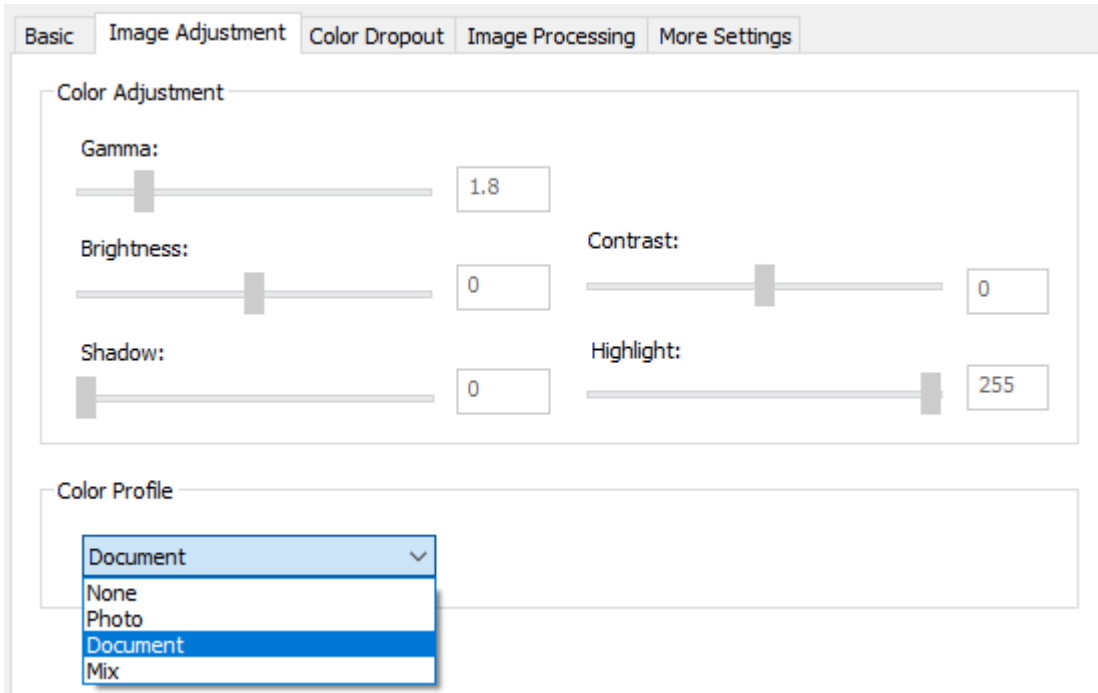 Basic Image Adjustment Color Dropout Image Processing More Settings
Color Adjustment
Gamma:
1.8
Brightness:
0
Contrast:
0
Shadow:
0
Highlight:
255
Color Profile
Document
None
Photo
Document
Mix